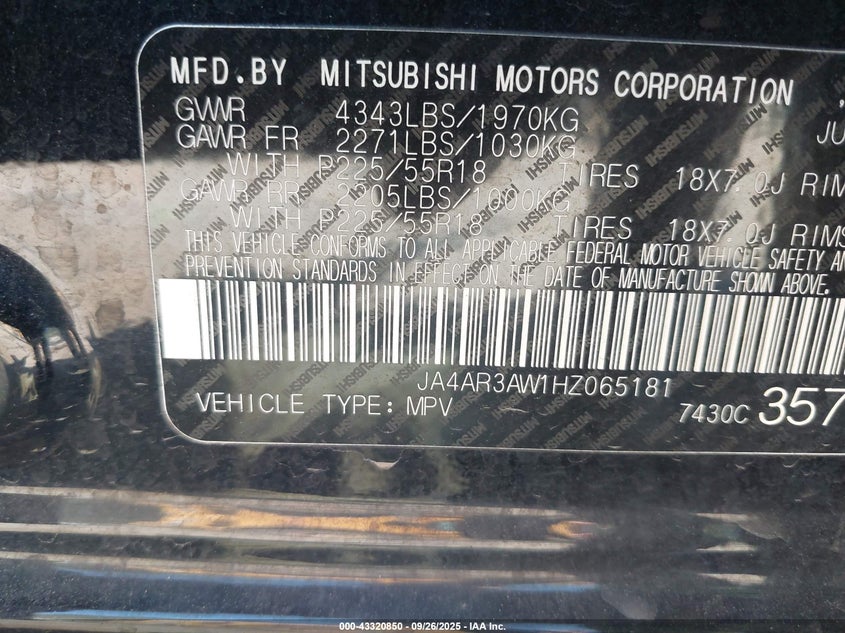 MFD.BY MITSUBISHI MOTORS CORPORATION
GVWR 4343LBS/1970KG JU
GAWR FR 2271LBS/1030KG
WITH P225/55R18 TIRES 18X7.0J RIMS
GAWR RR 2205LBS/1000KG
WITH P225/55R18 TIRES 18X7.0J RIMS
THIS VEHICLE CONFORMS TO ALL APPLICABLE FEDERAL MOTOR VEHICLE SAFETY AN
PREVENTION STANDARDS IN EFFECT ON THE DATE OF MANUFACTURE SHOWN ABOVE.
JA4AR3AW1HZ065181
VEHICLE TYPE: MPV 7430C 357
000-43320850 - 09/26/2025 - IAA Inc.